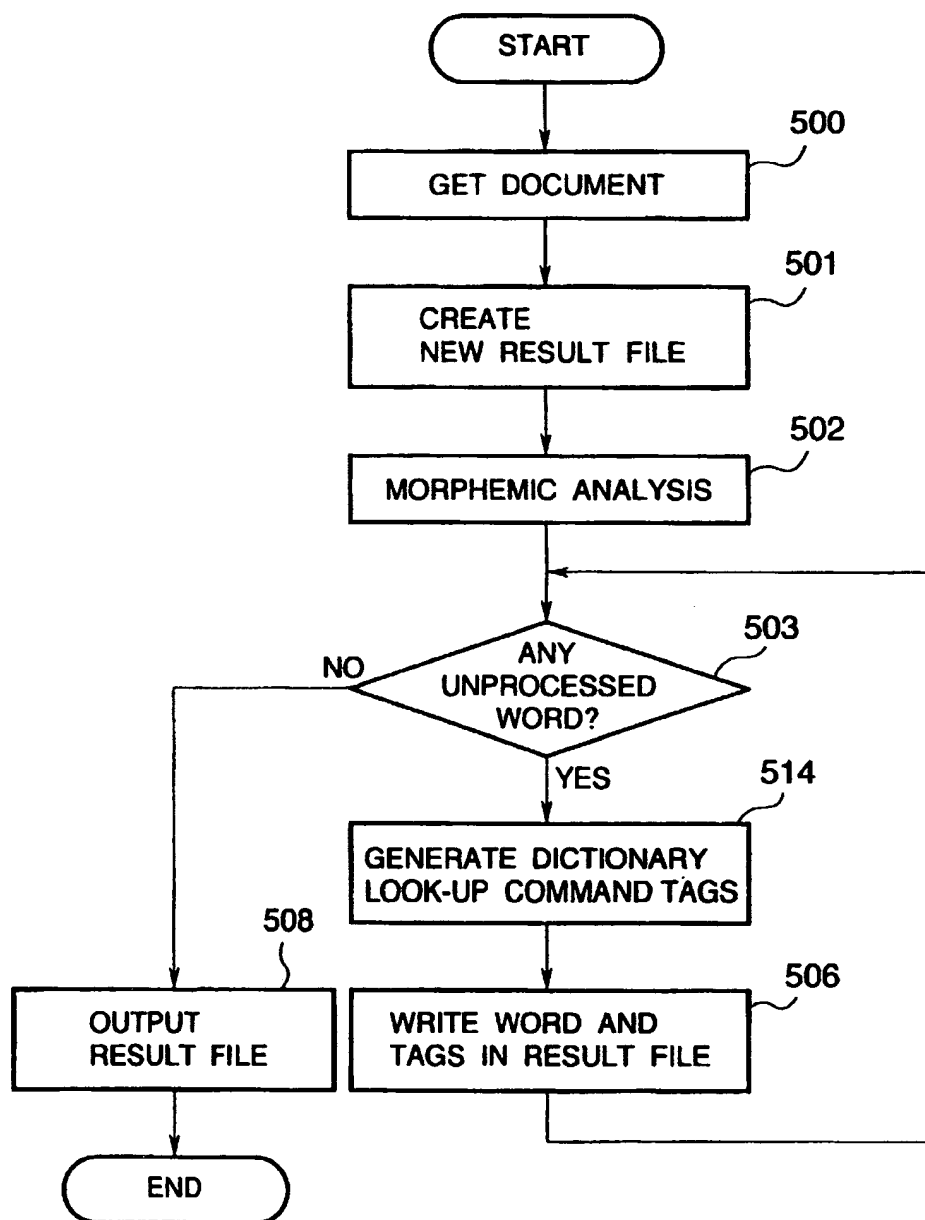 START
500
GET DOCUMENT
501
CREATE
NEW RESULT FILE
502
MORPHEMIC ANALYSIS
503
NO
ANY
UNPROCESSED
WORD?
YES
514
GENERATE DICTIONARY
LOOK-UP COMMAND TAGS
508
506
OUTPUT
RESULT FILE
WRITE WORD AND
TAGS IN RESULT FILE
END